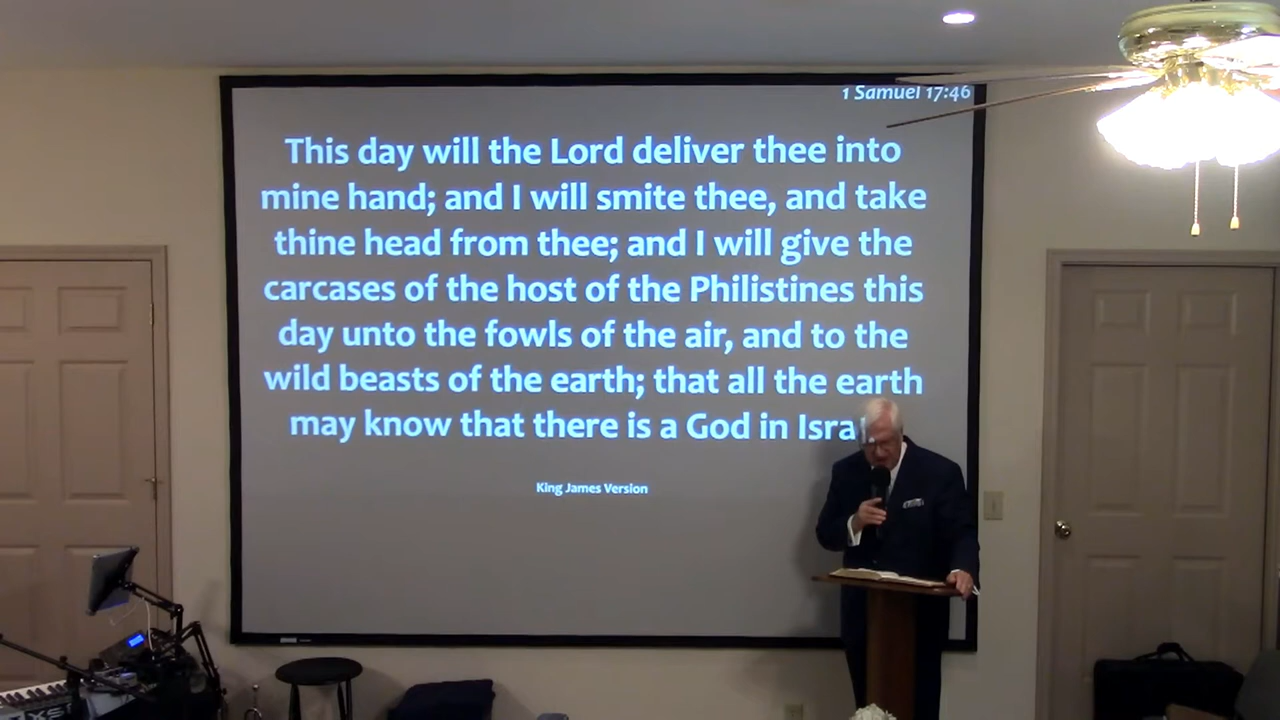 1 Samuel 17:46
This day will the Lord deliver thee into
mine hand; and I will smite thee, and take
thine head from thee; and I will give the
carcases of the host of the Philistines this
day unto the fowls of the air, and to the
wild beasts of the earth; that all the earth
may know that there is a God in Isra
King James Version